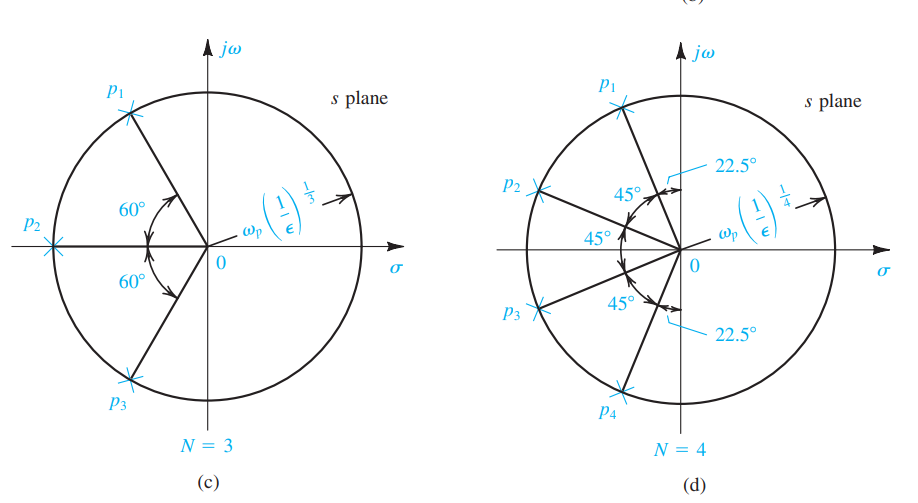 jω
p₁
s plane
60°
ωₚ(1/ϵ)^(1/3)
p₂
0
σ
60°
p₃
N = 3
(c)
jω
p₁
s plane
22.5°
p₂
45°
ωₚ(1/ϵ)^(1/4)
45°
0
σ
45°
p₃
22.5°
p₄
N = 4
(d)